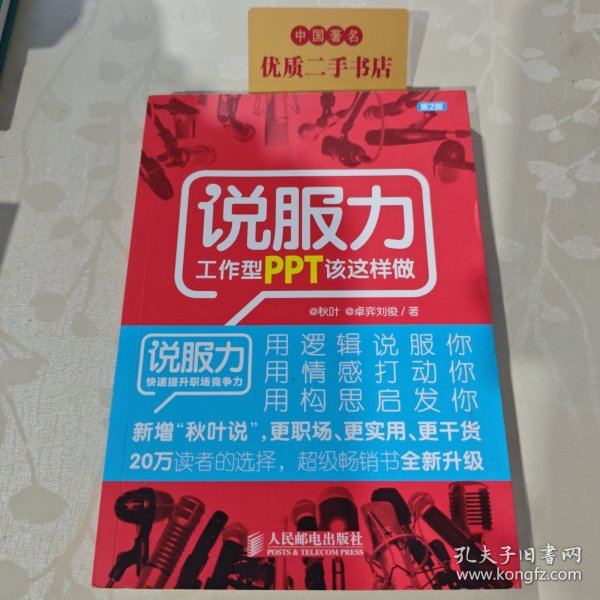 中国著名
优质二手书店
第2版
说服力
工作型PPT该这样做
@秋叶 @卓弈刘俊/著
说服力
快速提升职场竞争力
用逻辑说服你
用情感打动你
用构思启发你
新增“秋叶说”,更职场、更实用、更干货
20万读者的选择,超级畅销书全新升级
人民邮电出版社
POSTS & TELECOM PRESS
孔夫子旧书网
www.kongfz.com